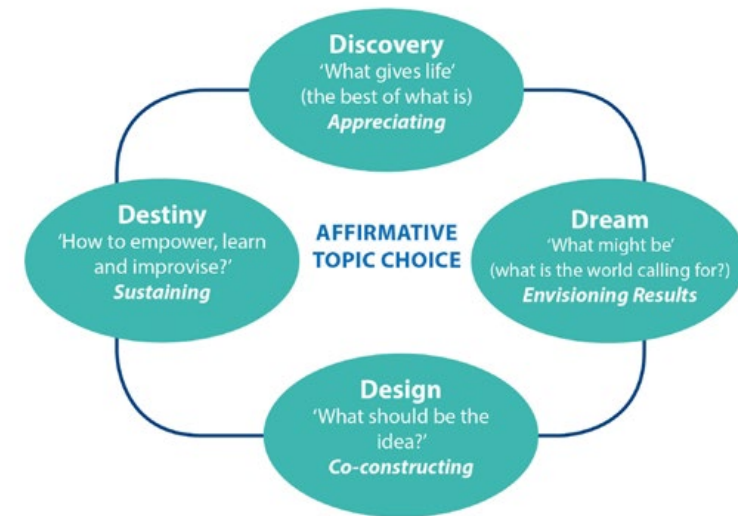 Discovery
‘What gives life’
(the best of what is)
Appreciating
Destiny
‘How to empower, learn
and improvise?’
Sustaining
AFFIRMATIVE
TOPIC CHOICE
Dream
‘What might be’
(what is the world calling for?)
Envisioning Results
Design
‘What should be the
idea?’
Co-constructing